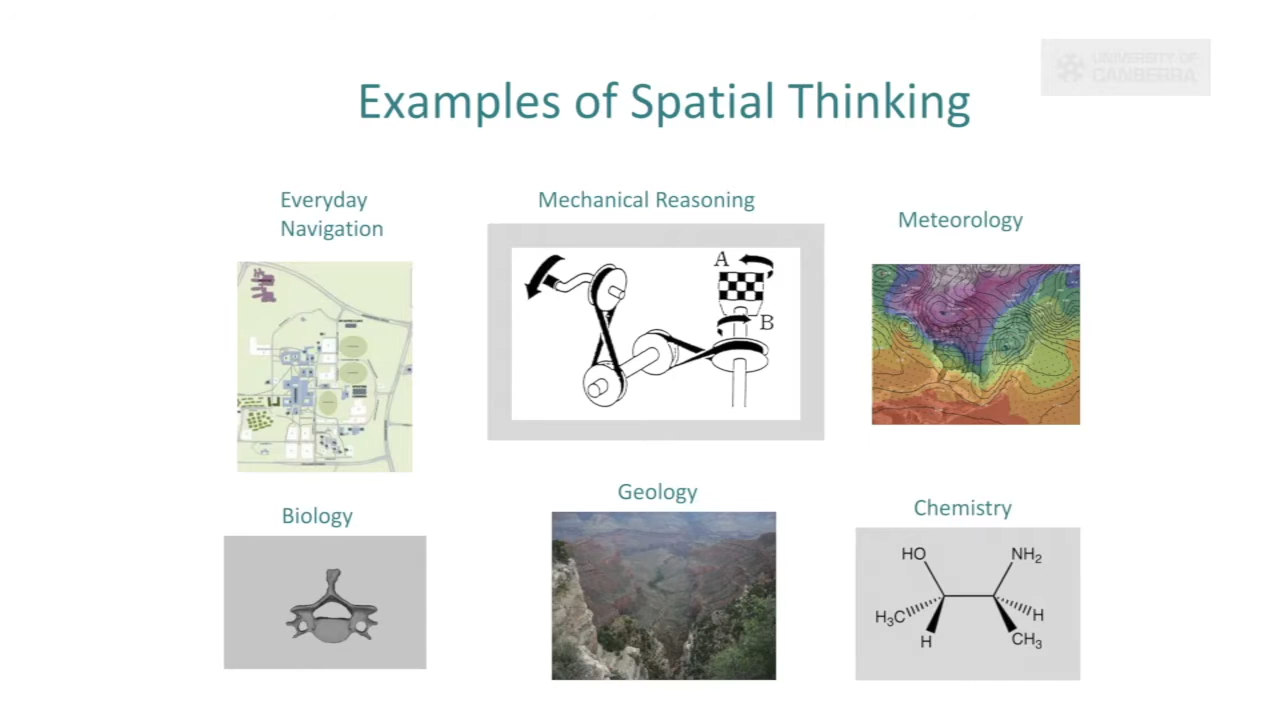 UNIVERSITY OF
CANBERRA
Examples of Spatial Thinking
Everyday
Navigation
Mechanical Reasoning
Meteorology
A
B
Biology
Geology
Chemistry
HO
NH₂
H₃C
H
H
CH₃